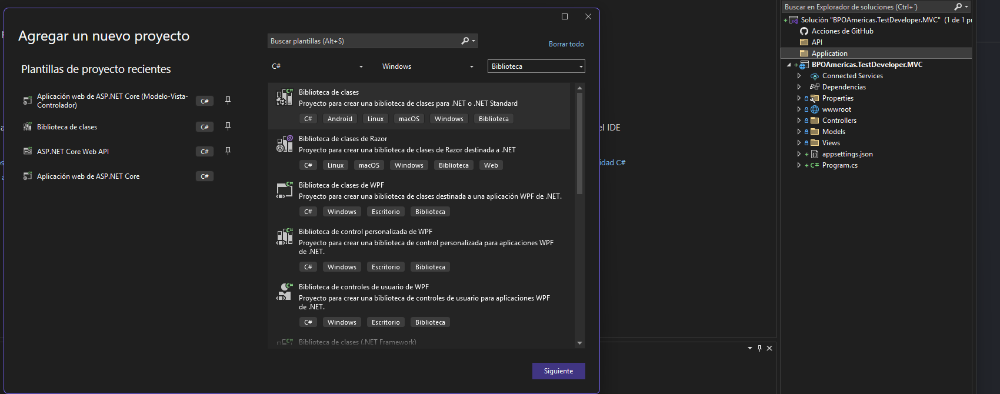 Agregar un nuevo proyecto
Plantillas de proyecto recientes
Aplicación web de ASP.NET Core (Modelo-Vista-
Controlador)
C#
Biblioteca de clases
C#
ASP.NET Core Web API
C#
Aplicación web de ASP.NET Core
C#
Buscar plantillas (Alt+S)
Borrar todo
C#
Windows
Biblioteca
Biblioteca de clases
Proyecto para crear una biblioteca de clases para .NET o .NET Standard
C# Android Linux macOS Windows Biblioteca
Biblioteca de clases de Razor
Proyecto para crear una biblioteca de clases de Razor destinada a .NET
C# Linux macOS Windows Biblioteca Web
Biblioteca de clases de WPF
Proyecto para crear una biblioteca de clases destinada a una aplicación WPF de .NET.
C# Windows Escritorio Biblioteca
Biblioteca de control personalizada de WPF
Proyecto para crear una biblioteca de control personalizada para aplicaciones WPF
de .NET.
C# Windows Escritorio Biblioteca
Biblioteca de controles de usuario de WPF
Proyecto para crear una biblioteca de controles de usuario para aplicaciones WPF
de .NET.
C# Windows Escritorio Biblioteca
Biblioteca de clases (.NET Framework)
Siguiente
el IDE
idad C#
Buscar en Explorador de soluciones (Ctrl+´)
Solución "BPOAmericas.TestDeveloper.MVC" (1 de 1 pr
Acciones de GitHub
API
Application
BPOAmericas.TestDeveloper.MVC
Connected Services
Dependencias
Properties
wwwroot
Controllers
Models
Views
appsettings.json
C# Program.cs